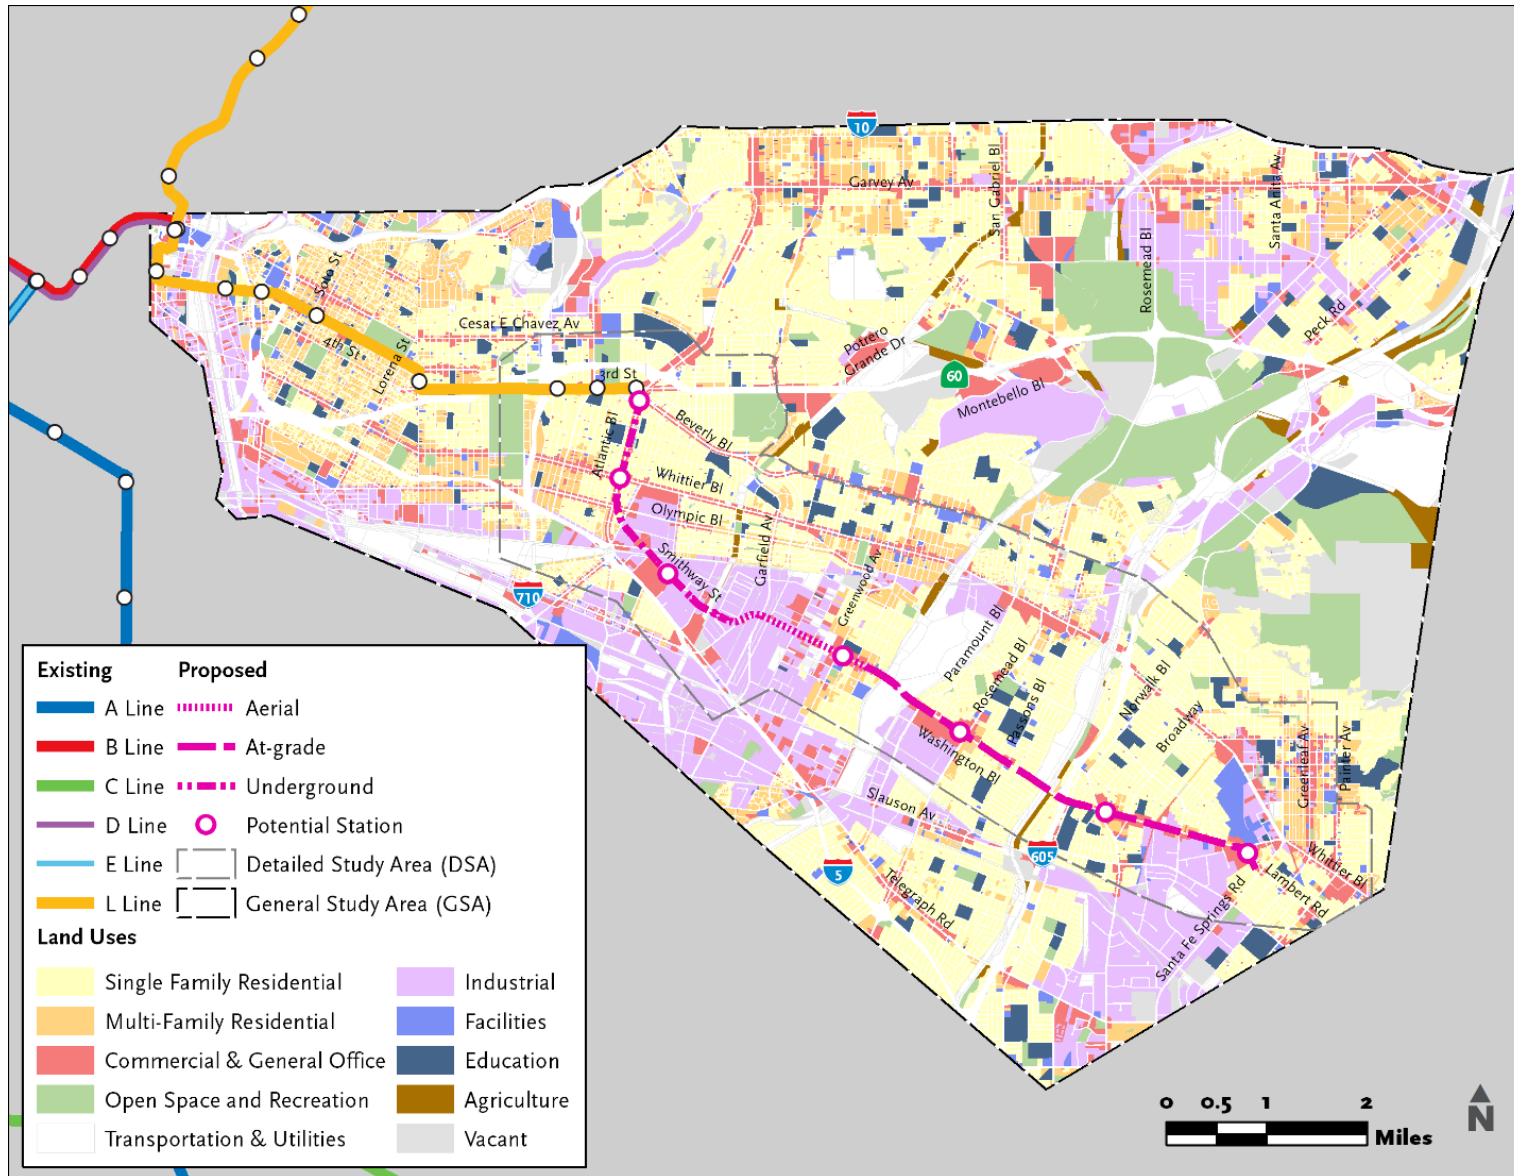 10
Garvey Av
San Gabriel Bl
Santa Anita Av
Rosemead Bl
Soto St
Cesar E Chavez Av
4th St
Lorena St
Potrero
Grande Dr
Peck Rd
3rd St
60
Montebello Bl
Atlantic Bl
Beverly Bl
Whittier Bl
Olympic Bl
Garfield Av
Smithway St
710
Greenwood Av
Paramount Bl
Rosemead Bl
Passons Bl
Norwalk Bl
Broadway
Washington Bl
Greenleaf Av
Painter Av
Slauson Av
605
5
Telegraph Rd
Whittier Bl
Lambert Rd
Santa Fe Springs Rd
Existing
Proposed
A Line
Aerial
B Line
At-grade
C Line
Underground
D Line
Potential Station
E Line
Detailed Study Area (DSA)
L Line
General Study Area (GSA)
Land Uses
Single Family Residential
Industrial
Multi-Family Residential
Facilities
Commercial & General Office
Education
Open Space and Recreation
Agriculture
Transportation & Utilities
Vacant
0 0.5 1 2
Miles
N